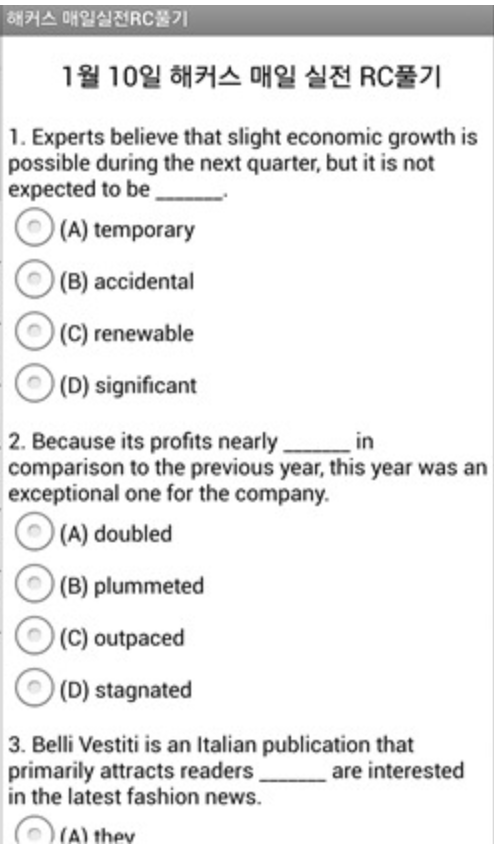 해커스 매일실전RC풀기
1월 10일 해커스 매일 실전 RC풀기
1. Experts believe that slight economic growth is
possible during the next quarter, but it is not
expected to be _______.
(A) temporary
(B) accidental
(C) renewable
(D) significant
2. Because its profits nearly _______ in
comparison to the previous year, this year was an
exceptional one for the company.
(A) doubled
(B) plummeted
(C) outpaced
(D) stagnated
3. Belli Vestiti is an Italian publication that
primarily attracts readers _______ are interested
in the latest fashion news.
(A) they